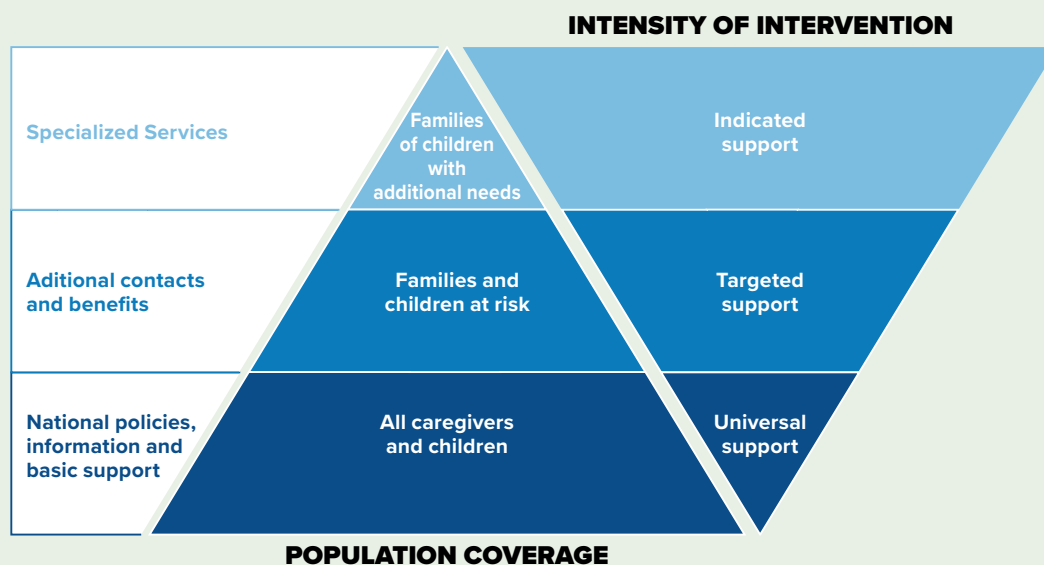 INTENSITY OF INTERVENTION
Specialized Services
Families
of children
with
additional needs
Indicated
support
Aditional contacts
and benefits
Families and
children at risk
Targeted
support
National policies,
information and
basic support
All caregivers
and children
Universal
support
POPULATION COVERAGE